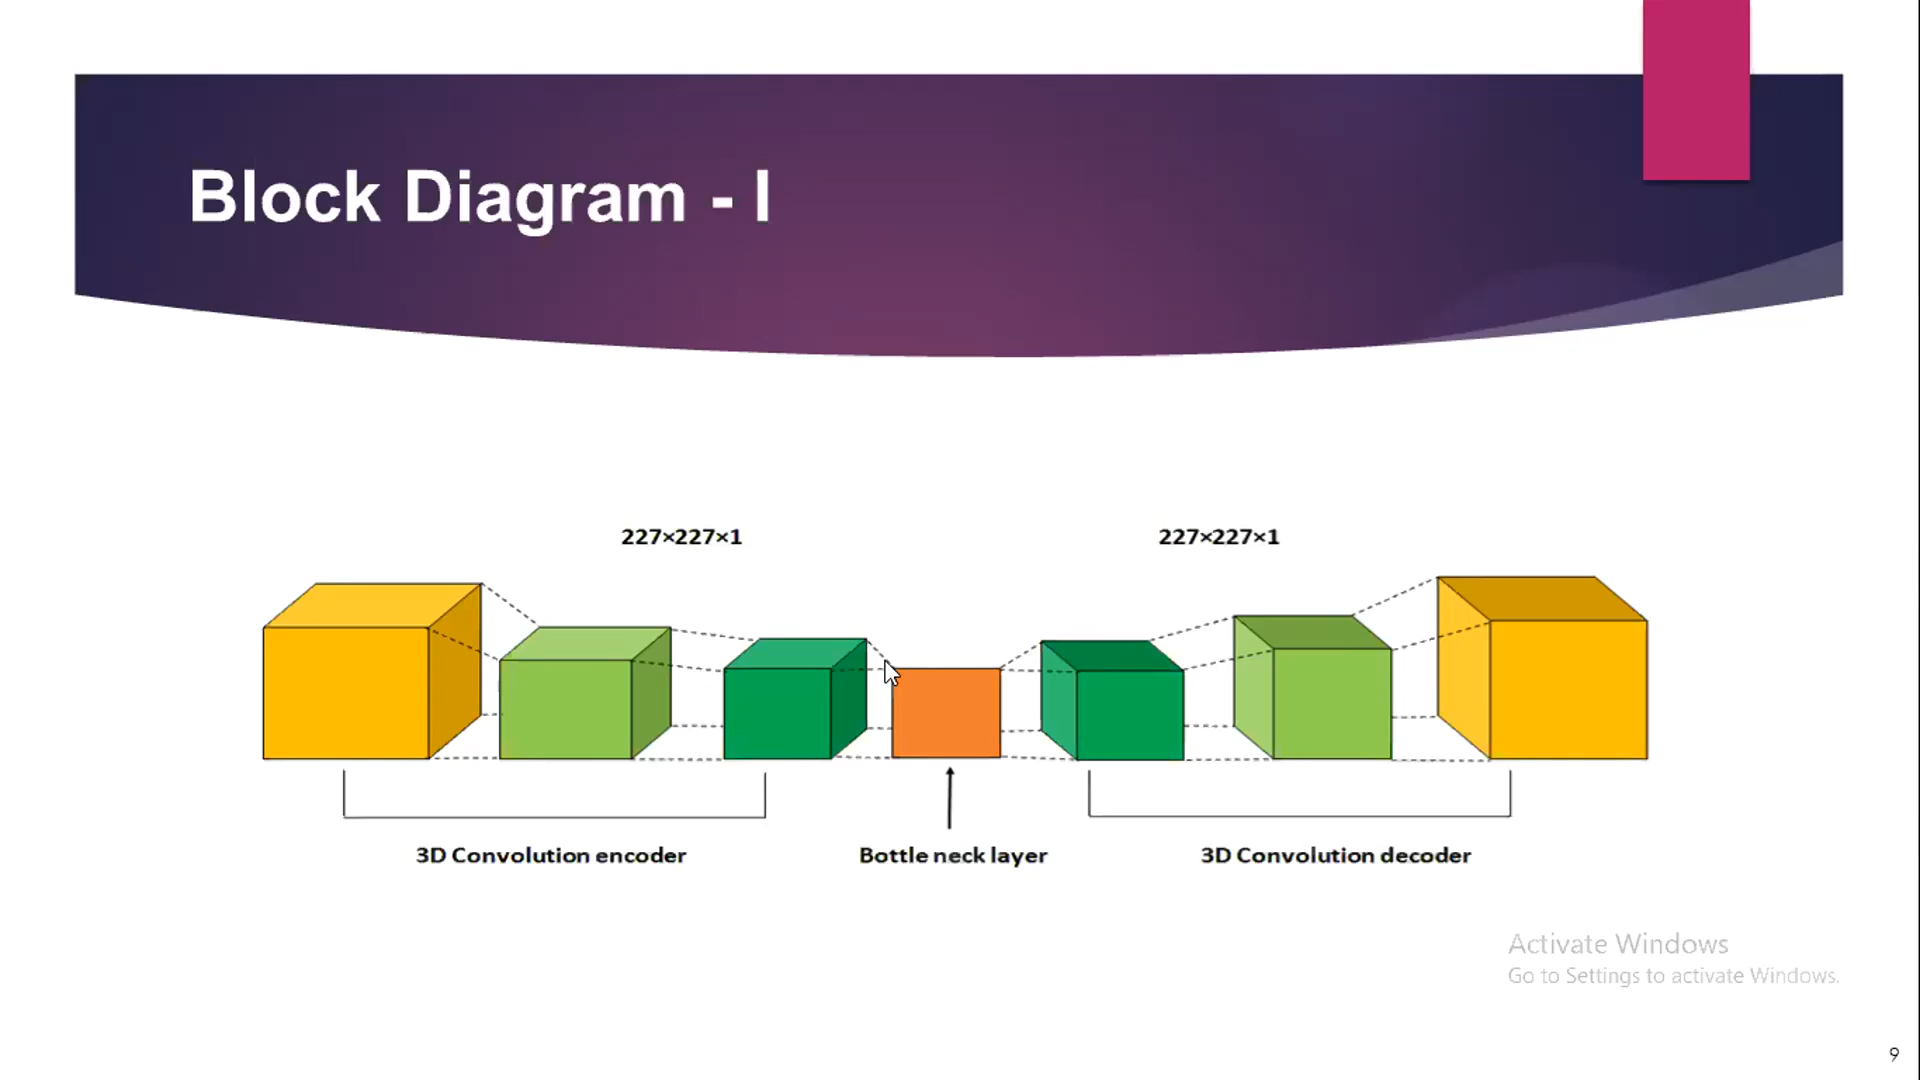 Block Diagram - I
227×227×1
227×227×1
3D Convolution encoder
Bottle neck layer
3D Convolution decoder
Activate Windows
Go to Settings to activate Windows.
9